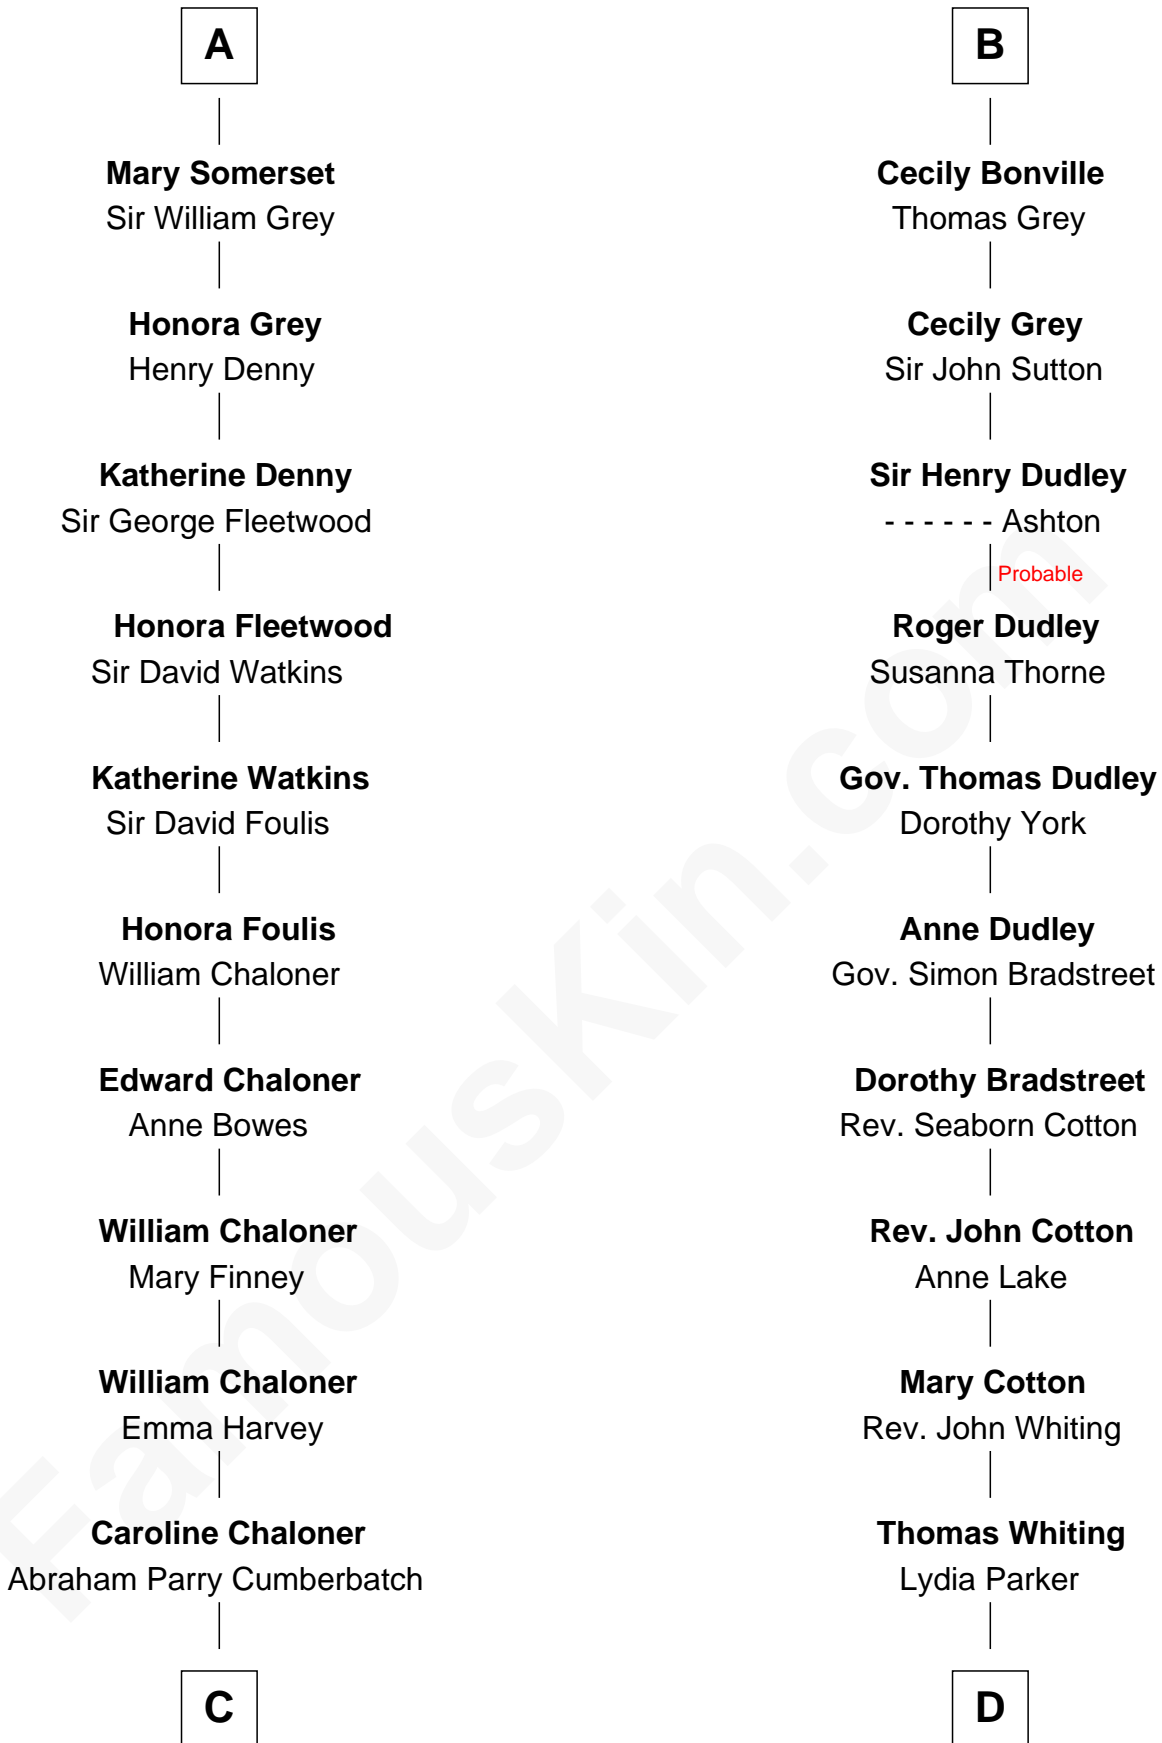 A
Mary Somerset
Sir William Grey
Honora Grey
Henry Denny
Katherine Denny
Sir George Fleetwood
Honora Fleetwood
Sir David Watkins
Katherine Watkins
Sir David Foulis
Honora Foulis
William Chaloner
Edward Chaloner
Anne Bowes
William Chaloner
Mary Finney
William Chaloner
Emma Harvey
Caroline Chaloner
Abraham Parry Cumberbatch
C
B
Cecily Bonville
Thomas Grey
Cecily Grey
Sir John Sutton
Sir Henry Dudley
- - - - - - Ashton
Probable
Roger Dudley
Susanna Thorne
Gov. Thomas Dudley
Dorothy York
Anne Dudley
Gov. Simon Bradstreet
Dorothy Bradstreet
Rev. Seaborn Cotton
Rev. John Cotton
Anne Lake
Mary Cotton
Rev. John Whiting
Thomas Whiting
Lydia Parker
D
FamousKin.com